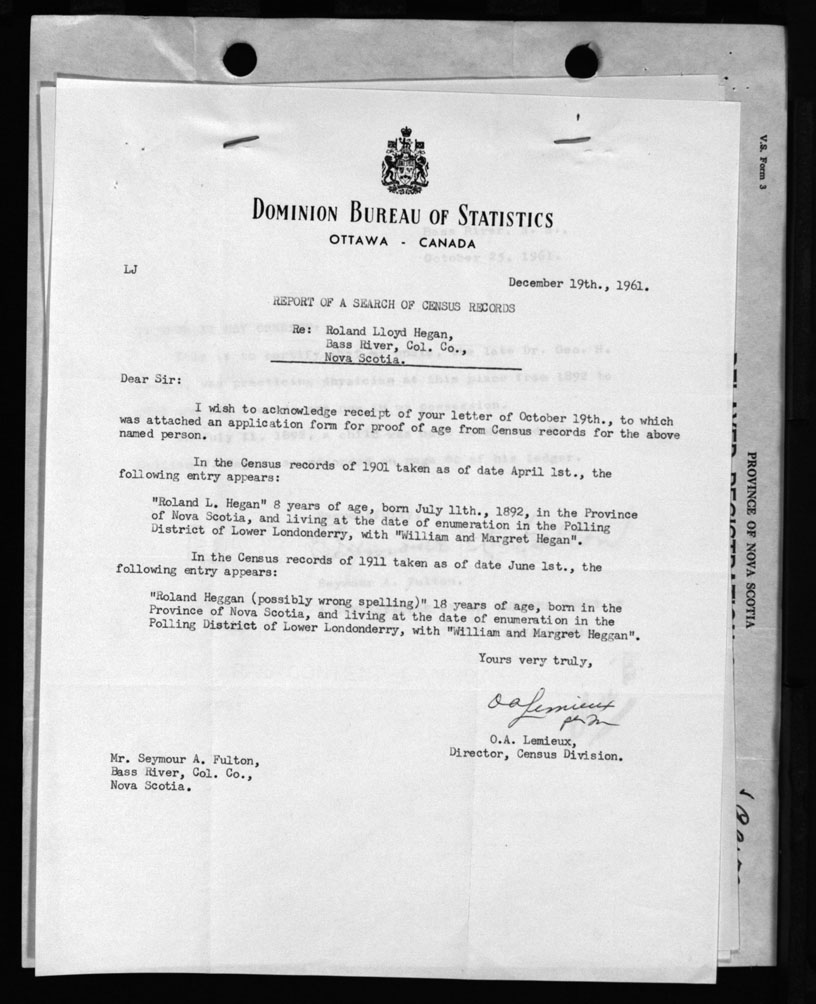 V.S. Form 3
PROVINCE OF NOVA SCOTIA
DOMINION BUREAU OF STATISTICS
OTTAWA - CANADA
October 25, 1961.
LJ
December 19th., 1961.
REPORT OF A SEARCH OF CENSUS RECORDS
Re: Roland Lloyd Hegan,
Bass River, Col. Co.,
Nova Scotia.
Dear Sir:
I wish to acknowledge receipt of your letter of October 19th., to which
was attached an application form for proof of age from Census records for the above
named person.
In the Census records of 1901 taken as of date April 1st., the
following entry appears:
"Roland L. Hegan" 8 years of age, born July 11th., 1892, in the Province
of Nova Scotia, and living at the date of enumeration in the Polling
District of Lower Londonderry, with "William and Margret Hegan".
In the Census records of 1911 taken as of date June 1st., the
following entry appears:
Seymour A. Fulton.
"Roland Heggan (possibly wrong spelling)" 18 years of age, born in the
Province of Nova Scotia, and living at the date of enumeration in the
Polling District of Lower Londonderry, with "William and Margret Heggan".
Yours very truly,
OA Lemieux
per
O.A. Lemieux,
Director, Census Division.
Mr. Seymour A. Fulton,
Bass River, Col. Co.,
Nova Scotia.